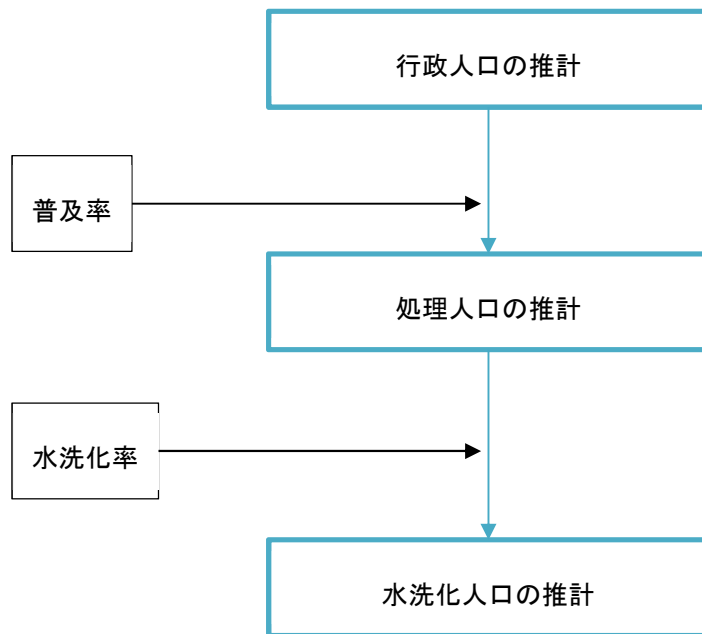 行政人口の推計
普及率
処理人口の推計
水洗化率
水洗化人口の推計